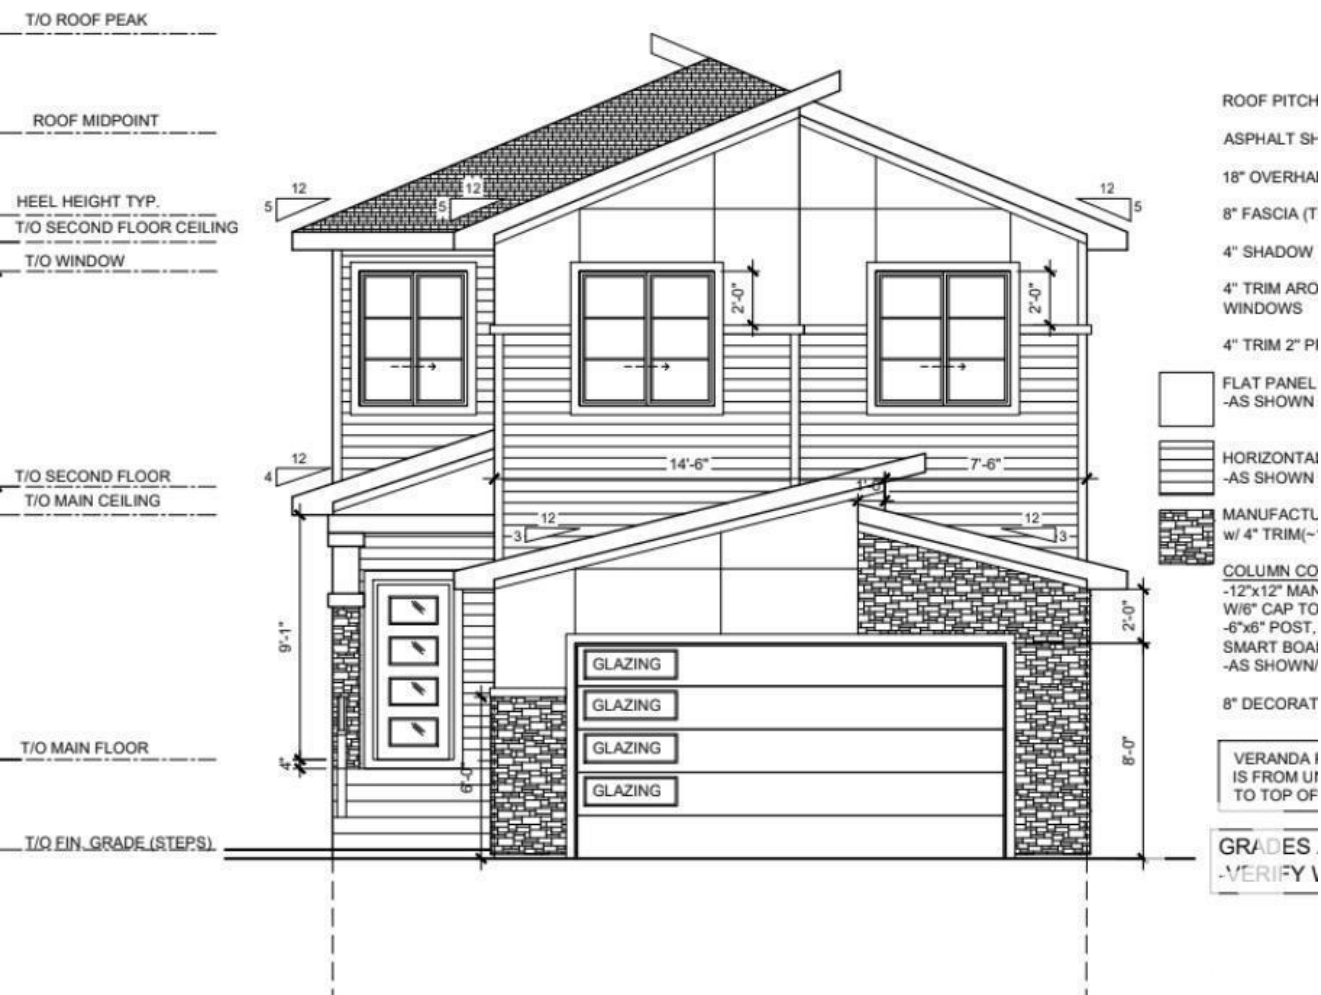 T/O ROOF PEAK
ROOF MIDPOINT
HEEL HEIGHT TYP.
T/O SECOND FLOOR CEILING
T/O WINDOW
T/O SECOND FLOOR
T/O MAIN CEILING
T/O MAIN FLOOR
T/O FIN. GRADE (STEPS)
12
5
12
5
12
5
2'-0"
2'-0"
12
4
14'-6"
7'-6"
1'-0"
12
3
12
3
9'-1"
4"
6'-0"
2'-0"
8'-0"
GLAZING
GLAZING
GLAZING
GLAZING
ROOF PITCH
ASPHALT SH
18" OVERHA
8" FASCIA (T
4" SHADOW
4" TRIM ARO
WINDOWS
4" TRIM 2" P
FLAT PANEL
-AS SHOWN
HORIZONTA
-AS SHOWN
MANUFACTU
w/ 4" TRIM(~
COLUMN CO
-12"x12" MAN
W/6" CAP TO
-6"x6" POST,
SMART BOA
-AS SHOWN/
8" DECORAT
VERANDA
IS FROM UN
TO TOP OF
GRADES
-VERIFY